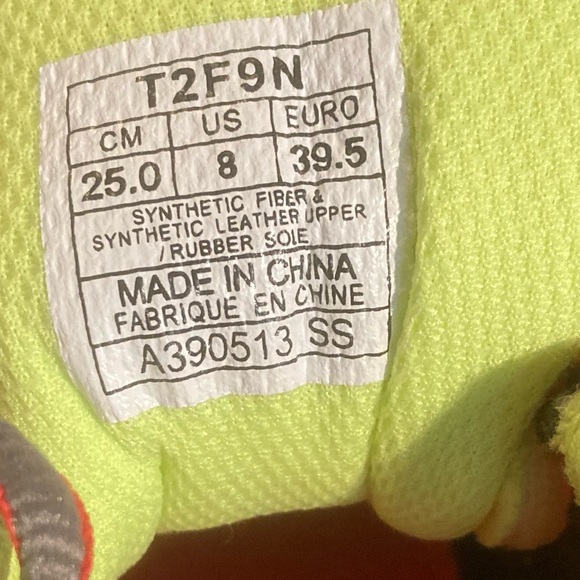 T2F9N
CM US EURO
25.0 8 39.5
SYNTHETIC FIBER &
SYNTHETIC LEATHER UPPER
/ RUBBER SOlE
MADE IN CHINA
FABRIQUE EN CHINE
A390513 SS